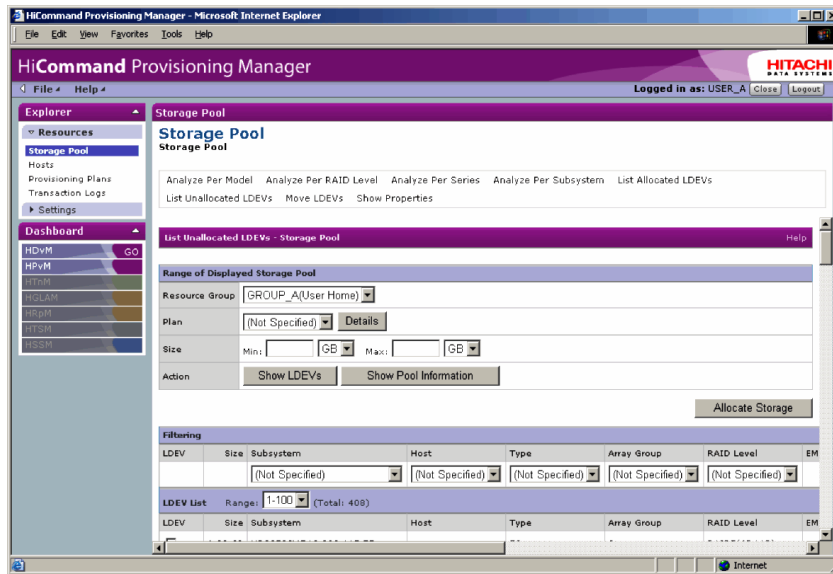 HiCommand Provisioning Manager - Microsoft Internet Explorer
File Edit View Favorites Tools Help
HiCommand Provisioning Manager
HITACHI
DATA SYSTEMS
File Help
Logged in as: USER_A Close Logout
Explorer
Resources
Storage Pool
Hosts
Provisioning Plans
Transaction Logs
Settings
Dashboard
HDvM GO
HPvM
HTnM
HGLAM
HRpM
HTSM
HSSM
Storage Pool
Storage Pool
Storage Pool
Analyze Per Model Analyze Per RAID Level Analyze Per Series Analyze Per Subsystem List Allocated LDEVs
List Unallocated LDEVs Move LDEVs Show Properties
List Unallocated LDEVs - Storage Pool Help
Range of Displayed Storage Pool
Resource Group GROUP_A(User Home)
Plan (Not Specified) Details
Size Min: GB Max: GB
Action Show LDEVs Show Pool Information
Allocate Storage
Filtering
LDEV Size Subsystem Host Type Array Group RAID Level EM
(Not Specified) (Not Specified) (Not Specified) (Not Specified) (Not Specified)
LDEV List Range: 1-100 (Total: 408)
LDEV Size Subsystem Host Type Array Group RAID Level EM
Internet